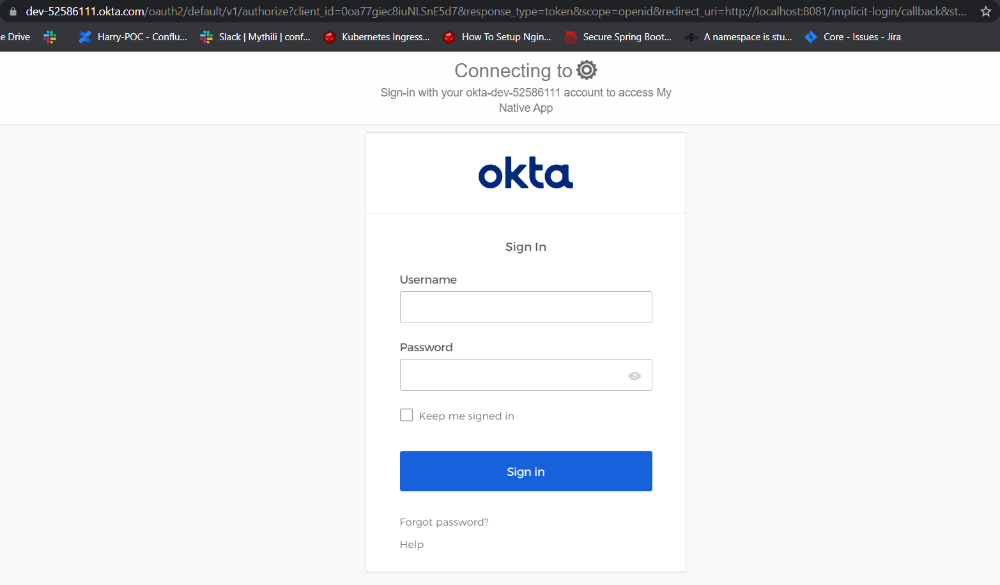 dev-52586111.okta.com/oauth2/default/v1/authorize?client_id=0oa77giec8iuNLSnE5d7&response_type=token&scope=openid&redirect_uri=http://localhost:8081/implicit-login/callback&st...
e Drive Harry-POC - Conflu... Slack | Mythili | conf... Kubernetes Ingress... How To Setup Ngin... Secure Spring Boot... A namespace is stu... Core - Issues - Jira
Connecting to
Sign-in with your okta-dev-52586111 account to access My
Native App
okta
Sign In
Username
Password
Keep me signed in
Sign in
Forgot password?
Help